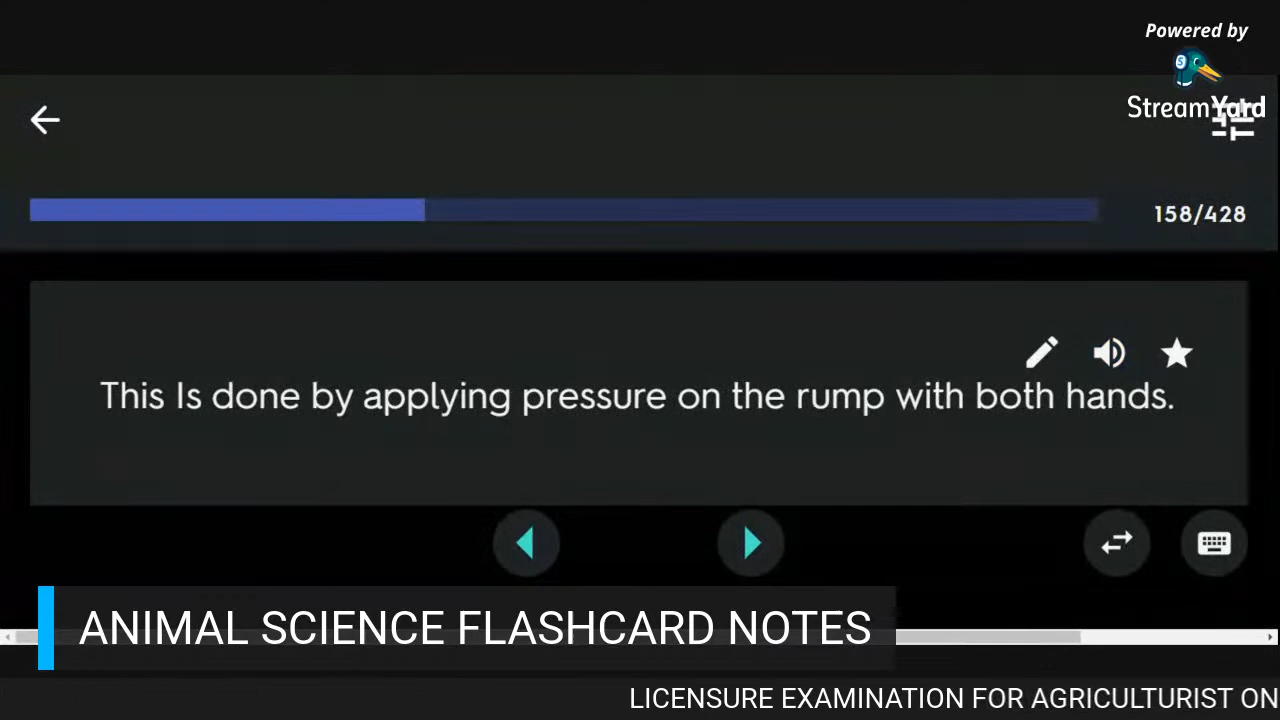 Powered by
StreamYard
158/428
This Is done by applying pressure on the rump with both hands.
ANIMAL SCIENCE FLASHCARD NOTES
LICENSURE EXAMINATION FOR AGRICULTURIST ON